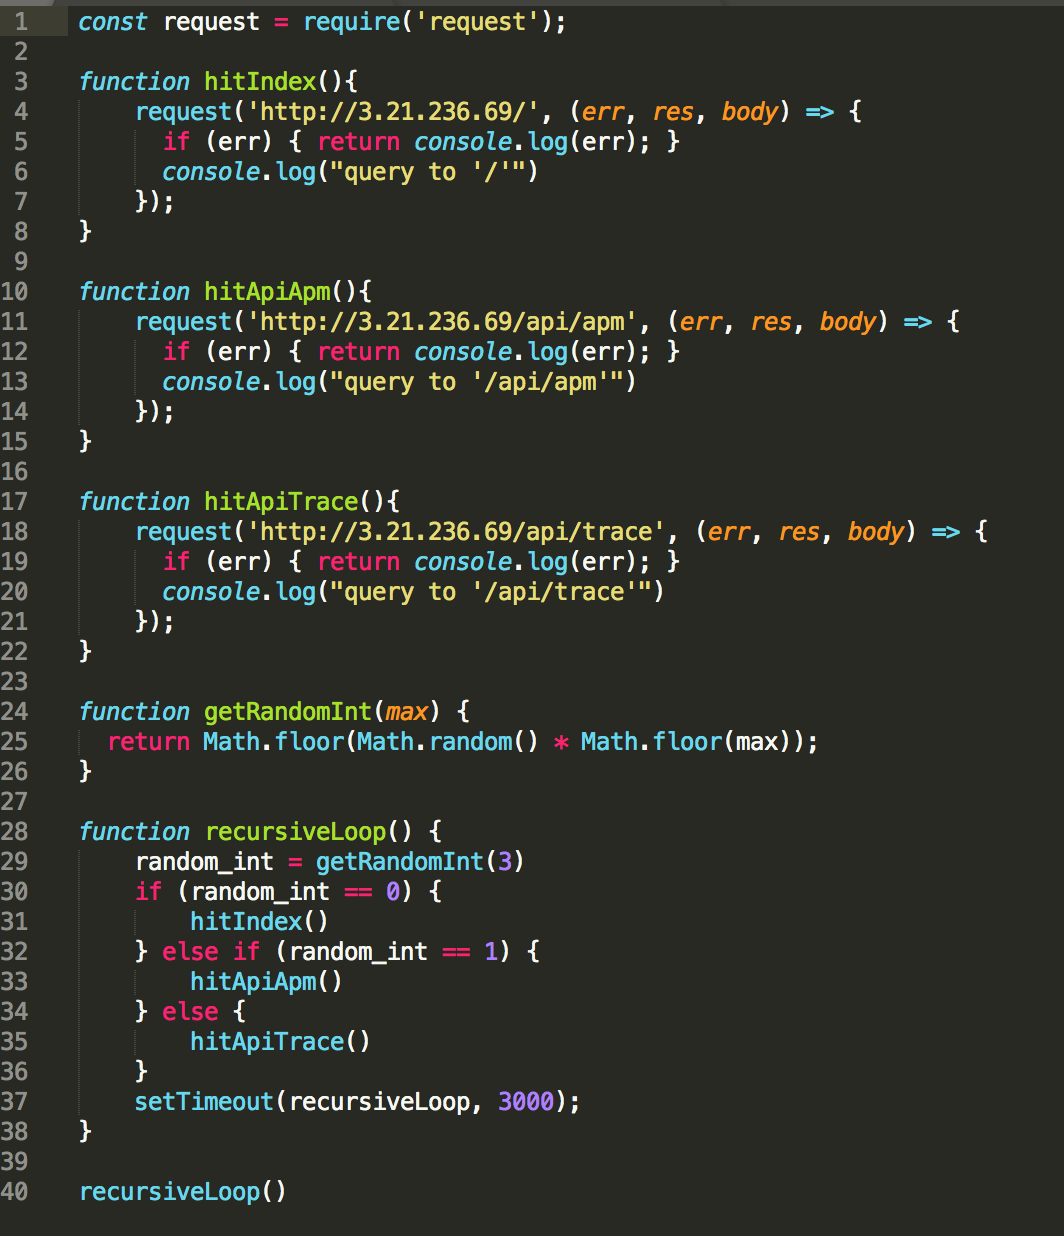 1 const request = require('request');
2
3 function hitIndex(){
4     request('http://3.21.236.69/', (err, res, body) => {
5       if (err) { return console.log(err); }
6       console.log("query to '/'")
7     });
8 }
9
10 function hitApiApm(){
11     request('http://3.21.236.69/api/apm', (err, res, body) => {
12       if (err) { return console.log(err); }
13       console.log("query to '/api/apm'")
14     });
15 }
16
17 function hitApiTrace(){
18     request('http://3.21.236.69/api/trace', (err, res, body) => {
19       if (err) { return console.log(err); }
20       console.log("query to '/api/trace'")
21     });
22 }
23
24 function getRandomInt(max) {
25   return Math.floor(Math.random() * Math.floor(max));
26 }
27
28 function recursiveLoop() {
29     random_int = getRandomInt(3)
30     if (random_int == 0) {
31         hitIndex()
32     } else if (random_int == 1) {
33         hitApiApm()
34     } else {
35         hitApiTrace()
36     }
37     setTimeout(recursiveLoop, 3000);
38 }
39
40 recursiveLoop()